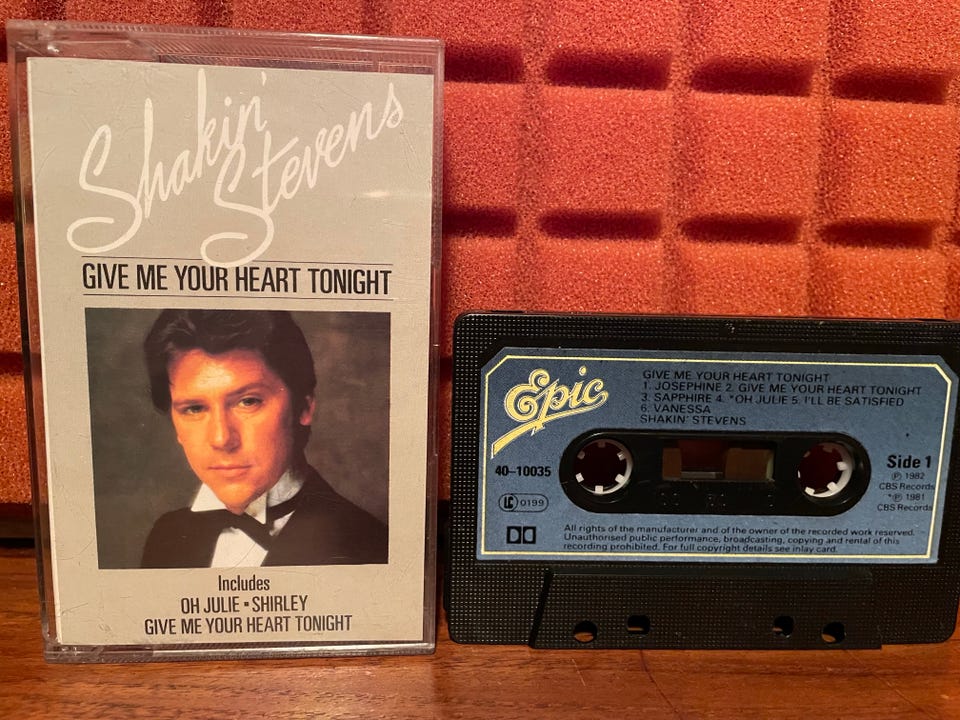 Shakin'
Stevens
GIVE ME YOUR HEART TONIGHT
Includes
OH JULIE ▪ SHIRLEY
GIVE ME YOUR HEART TONIGHT
Epic
GIVE ME YOUR HEART TONIGHT
1. JOSEPHINE 2. GIVE ME YOUR HEART TONIGHT
3. SAPPHIRE 4. *OH JULIE 5. I'LL BE SATISFIED
6. VANESSA
SHAKIN' STEVENS
40–10035
LC 0199
Side 1
℗ 1982
CBS Records
*℗ 1981
CBS Records
All rights of the manufacturer and of the owner of the recorded work reserved.
Unauthorised public performance, broadcasting, copying and rental of this
recording prohibited. For full copyright details see inlay card.